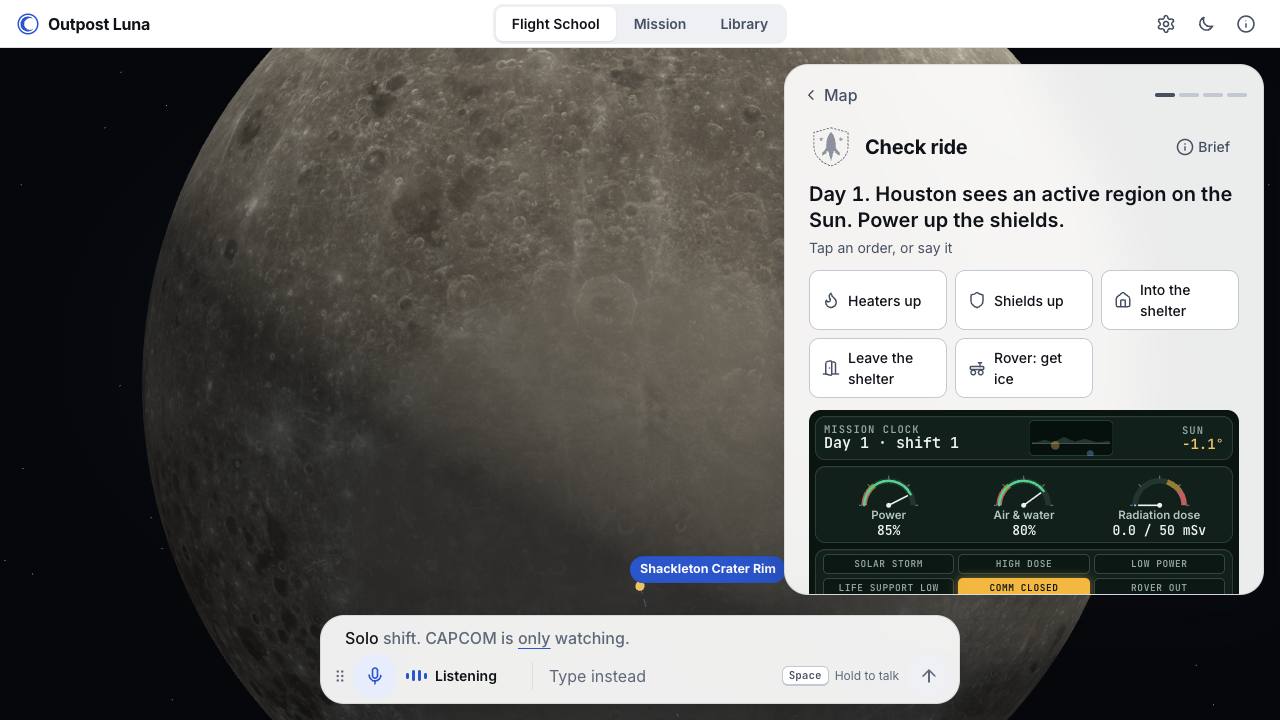 Outpost Luna
Flight School
Mission
Library
Map
Check ride
Brief
Day 1. Houston sees an active region on the
Sun. Power up the shields.
Tap an order, or say it
Heaters up
Shields up
Into the
shelter
Leave the
shelter
Rover: get
ice
MISSION CLOCK
Day 1 · shift 1
SUN
-1.1°
Power
85%
Air & water
80%
Radiation dose
0.0 / 50 mSv
SOLAR STORM
HIGH DOSE
LOW POWER
LIFE SUPPORT LOW
COMM CLOSED
ROVER OUT
Shackleton Crater Rim
Solo shift. CAPCOM is only watching.
Listening
Type instead
Space
Hold to talk